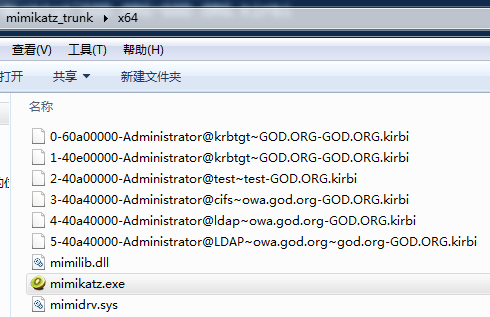 mimikatz_trunk ▸ x64
查看(V) 工具(T) 帮助(H)
打开 共享 新建文件夹
名称
0-60a00000-Administrator@krbtgt~GOD.ORG-GOD.ORG.kirbi
1-40e00000-Administrator@krbtgt~GOD.ORG-GOD.ORG.kirbi
2-40a00000-Administrator@test~test-GOD.ORG.kirbi
3-40a40000-Administrator@cifs~owa.god.org-GOD.ORG.kirbi
4-40a40000-Administrator@ldap~owa.god.org-GOD.ORG.kirbi
5-40a40000-Administrator@LDAP~owa.god.org~god.org-GOD.ORG.kirbi
mimilib.dll
mimikatz.exe
mimidrv.sys